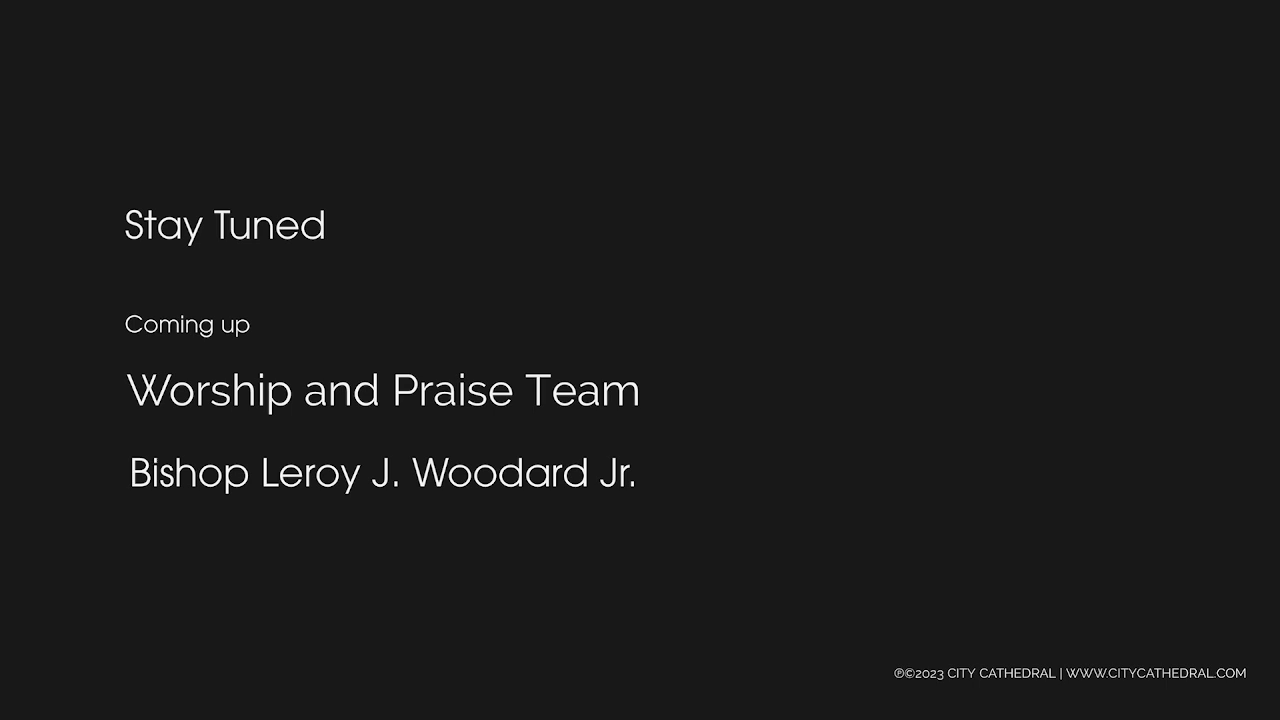 Stay Tuned
Coming up
Worship and Praise Team
Bishop Leroy J. Woodard Jr.
℗©2023 CITY CATHEDRAL | WWW.CITYCATHEDRAL.COM